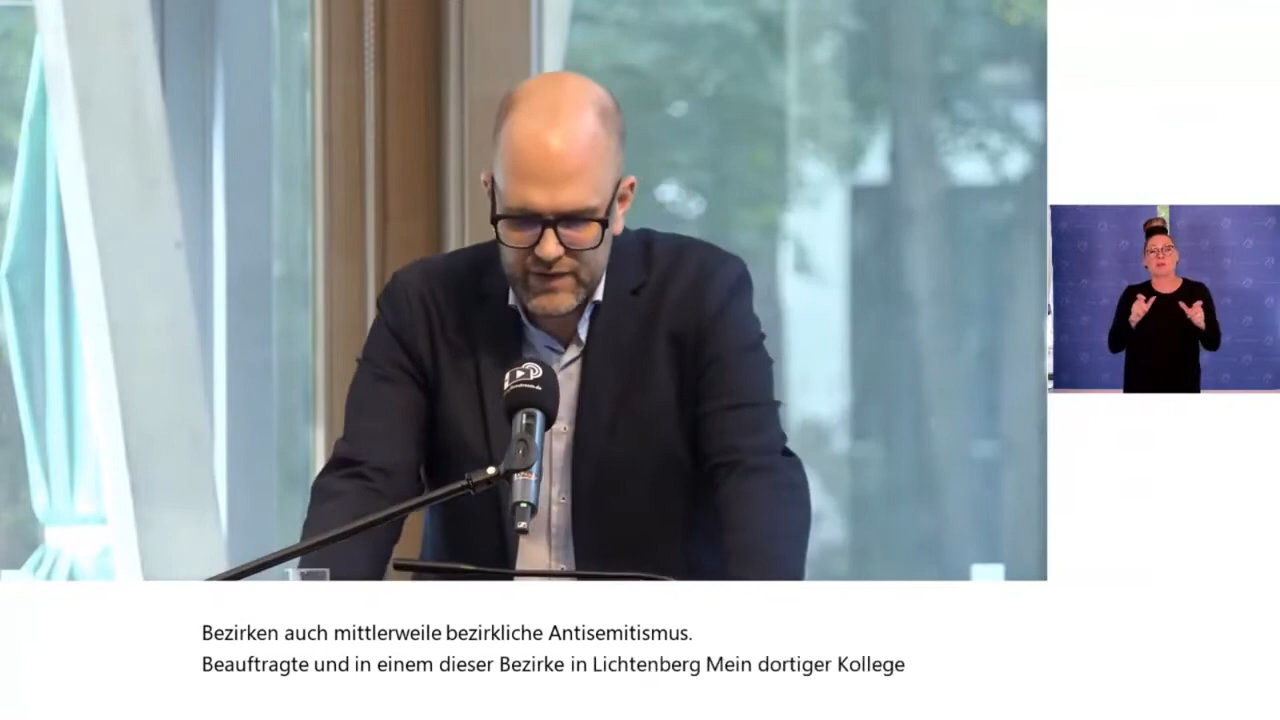 Bezirken auch mittlerweile bezirkliche Antisemitismus.
Beauftragte und in einem dieser Bezirke in Lichtenberg Mein dortiger Kollege